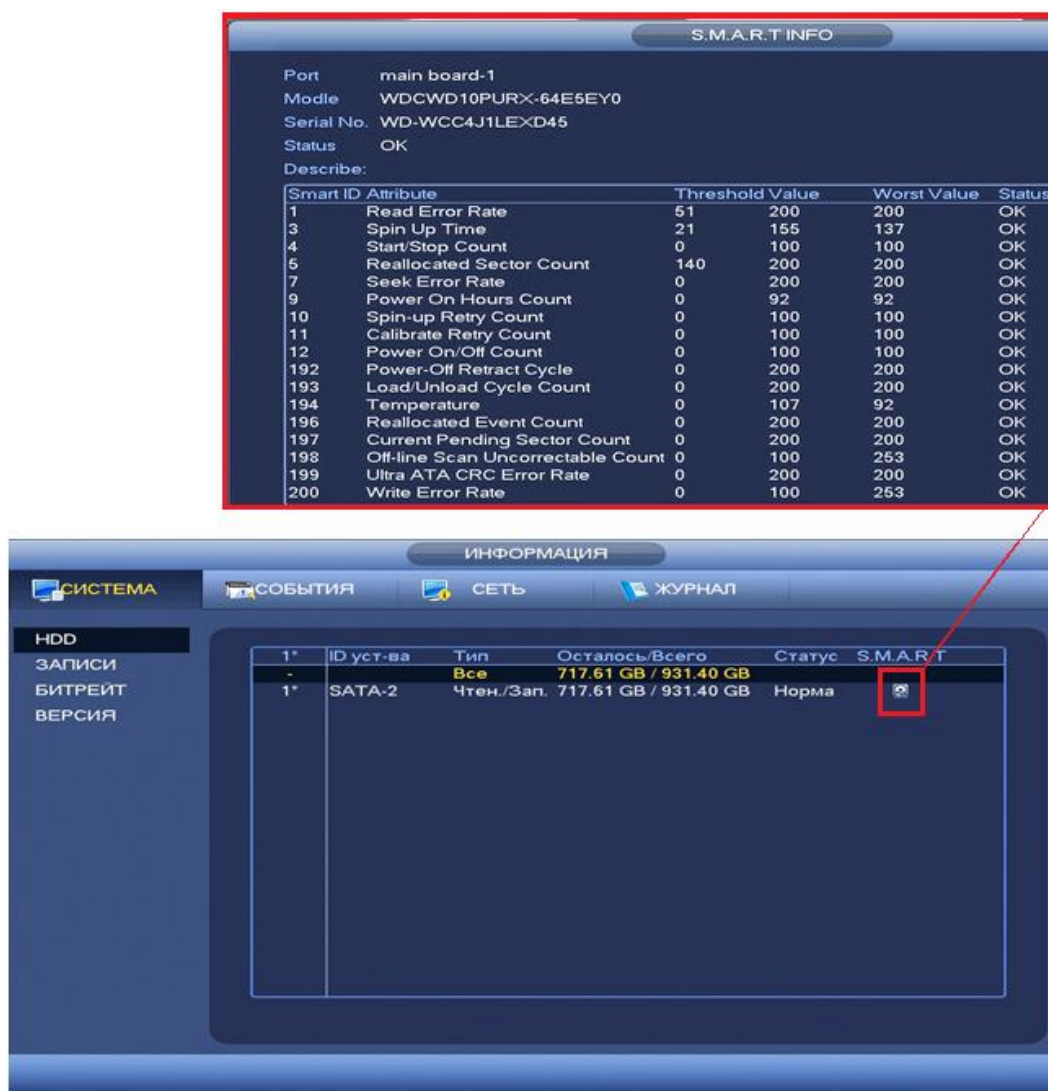 S.M.A.R.T INFO
Port main board-1
Modle WDCWD10PURX-64E5EY0
Serial No. WD-WCC4J1LEXD45
Status OK
Describe:
Smart ID Attribute Threshold Value Worst Value Status
1 Read Error Rate 51 200 200 OK
3 Spin Up Time 21 155 137 OK
4 Start/Stop Count 0 100 100 OK
5 Reallocated Sector Count 140 200 200 OK
7 Seek Error Rate 0 200 200 OK
9 Power On Hours Count 0 92 92 OK
10 Spin-up Retry Count 0 100 100 OK
11 Calibrate Retry Count 0 100 100 OK
12 Power On/Off Count 0 100 100 OK
192 Power-Off Retract Cycle 0 200 200 OK
193 Load/Unload Cycle Count 0 200 200 OK
194 Temperature 0 107 92 OK
196 Reallocated Event Count 0 200 200 OK
197 Current Pending Sector Count 0 200 200 OK
198 Off-line Scan Uncorrectable Count 0 100 253 OK
199 Ultra ATA CRC Error Rate 0 200 200 OK
200 Write Error Rate 0 100 253 OK
ИНФОРМАЦИЯ
СИСТЕМА СОБЫТИЯ СЕТЬ ЖУРНАЛ
HDD
ЗАПИСИ
БИТРЕЙТ
ВЕРСИЯ
1* ID уст-ва Тип Осталось/Всего Статус S.M.A.R.T
- Все 717.61 GB / 931.40 GB
1* SATA-2 Чтен./Зап. 717.61 GB / 931.40 GB Норма